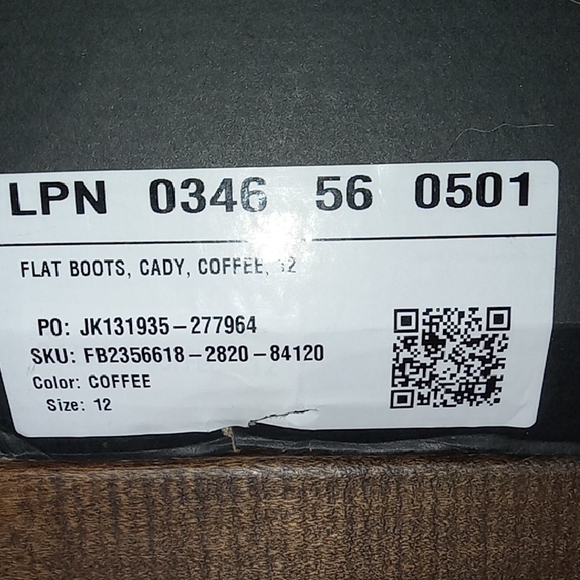 LPN 0346 56 0501
FLAT BOOTS, CADY, COFFEE, 12
PO: JK131935-277964
SKU: FB2356618-2820-84120
Color: COFFEE
Size: 12